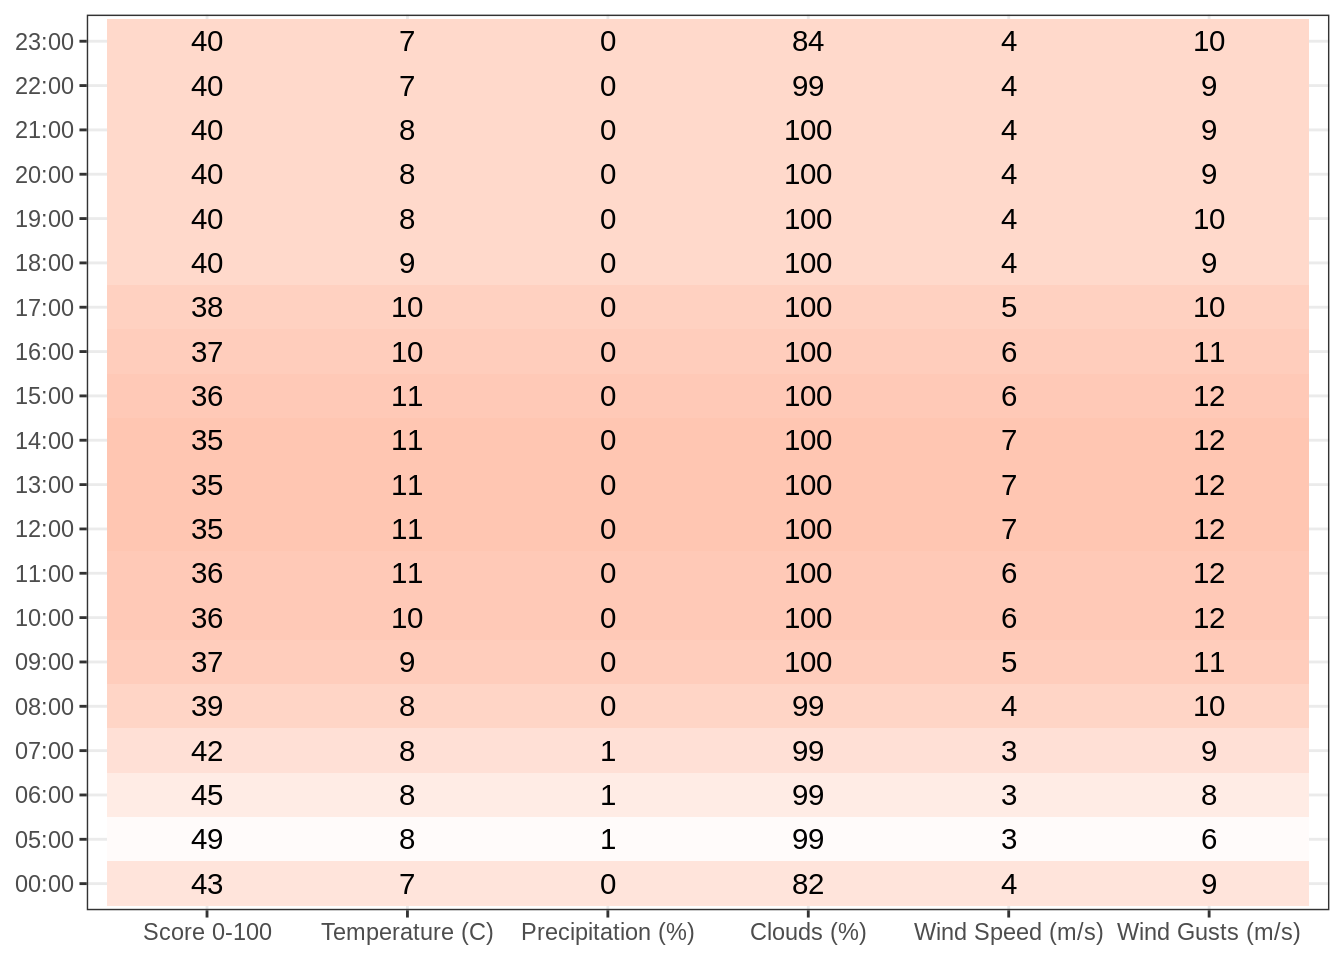 23:00 40 7 0 84 4 10
22:00 40 7 0 99 4 9
21:00 40 8 0 100 4 9
20:00 40 8 0 100 4 9
19:00 40 8 0 100 4 10
18:00 40 9 0 100 4 9
17:00 38 10 0 100 5 10
16:00 37 10 0 100 6 11
15:00 36 11 0 100 6 12
14:00 35 11 0 100 7 12
13:00 35 11 0 100 7 12
12:00 35 11 0 100 7 12
11:00 36 11 0 100 6 12
10:00 36 10 0 100 6 12
09:00 37 9 0 100 5 11
08:00 39 8 0 99 4 10
07:00 42 8 1 99 3 9
06:00 45 8 1 99 3 8
05:00 49 8 1 99 3 6
00:00 43 7 0 82 4 9
Score 0-100 Temperature (C) Precipitation (%) Clouds (%) Wind Speed (m/s) Wind Gusts (m/s)